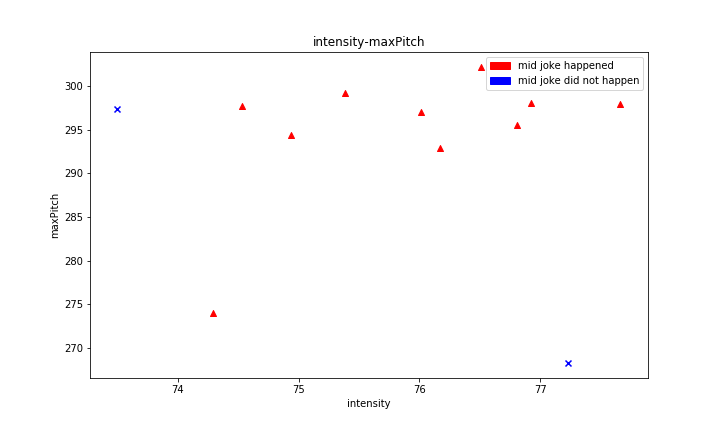 intensity-maxPitch
mid joke happened
mid joke did not happen
300
295
290
285
280
275
270
maxPitch
74
75
76
77
intensity